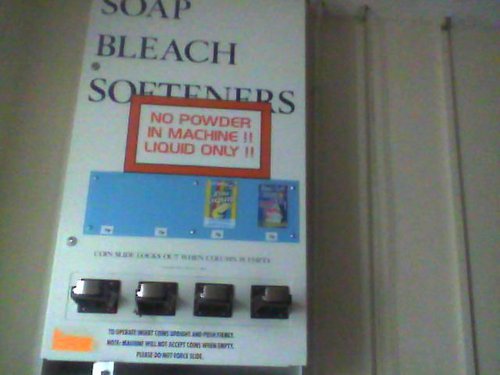 SOAP
BLEACH
SOFTENERS
NO POWDER
IN MACHINE !!
LIQUID ONLY !!
COIN SLIDE LOCKS OUT WHEN COLUMN IS EMPTY
TO OPERATE INSERT COINS UPRIGHT AND PUSH FIRMLY.
NOTE: MACHINE WILL NOT ACCEPT COINS WHEN EMPTY.
PLEASE DO NOT FORCE SLIDE.